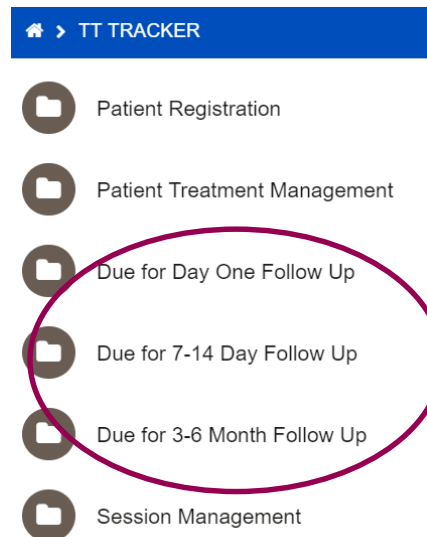 TT TRACKER
Patient Registration
Patient Treatment Management
Due for Day One Follow Up
Due for 7-14 Day Follow Up
Due for 3-6 Month Follow Up
Session Management